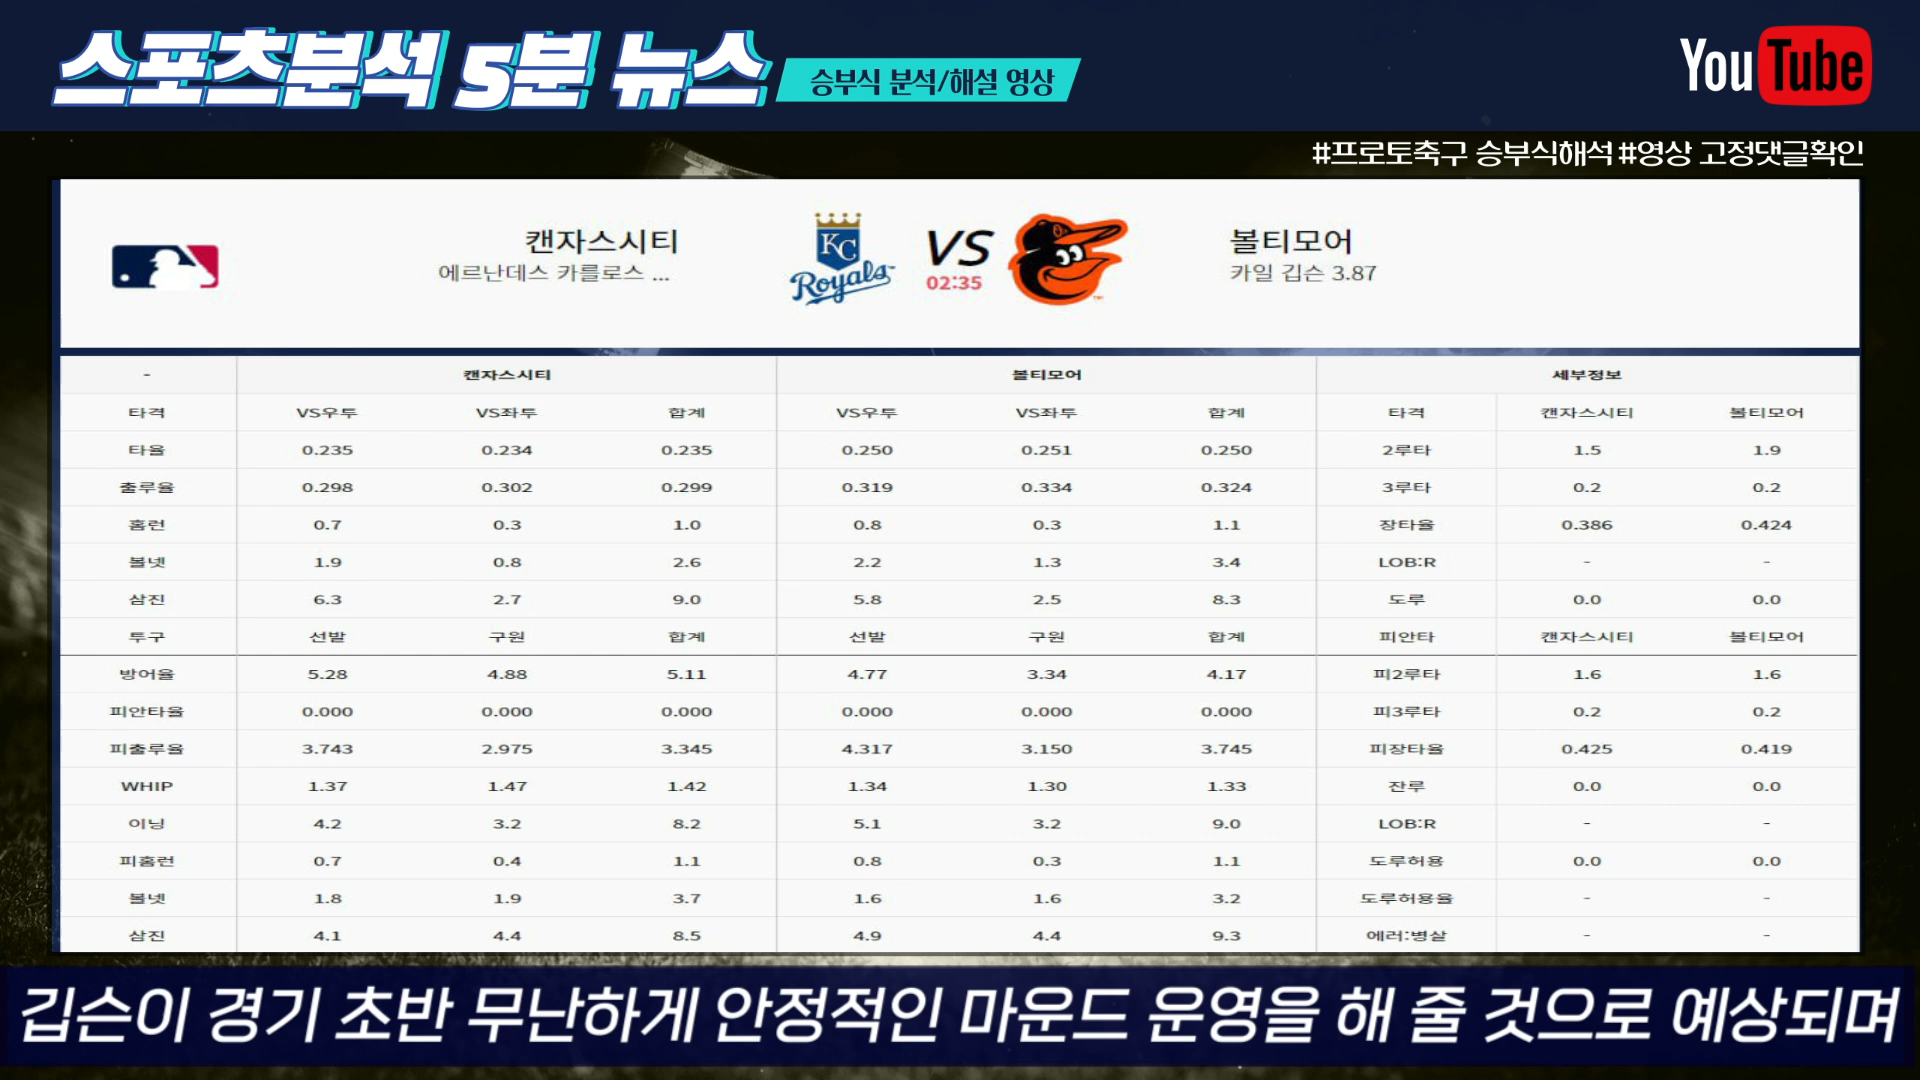 스포츠분석 5분 뉴스
승부식 분석/해설 영상
YouTube
#프로토축구 승부식해석 #영상 고정댓글확인
캔자스시티
에르난데스 카를로스 ...
KC
Royals
VS
02:35
볼티모어
카일 깁슨 3.87
- 캔자스시티 볼티모어 세부정보
타격 VS우투 VS좌투 합계 VS우투 VS좌투 합계 타격 캔자스시티 볼티모어
타율 0.235 0.234 0.235 0.250 0.251 0.250 2루타 1.5 1.9
출루율 0.298 0.302 0.299 0.319 0.334 0.324 3루타 0.2 0.2
홈런 0.7 0.3 1.0 0.8 0.3 1.1 장타율 0.386 0.424
볼넷 1.9 0.8 2.6 2.2 1.3 3.4 LOB:R - -
삼진 6.3 2.7 9.0 5.8 2.5 8.3 도루 0.0 0.0
투구 선발 구원 합계 선발 구원 합계 피안타 캔자스시티 볼티모어
방어율 5.28 4.88 5.11 4.77 3.34 4.17 피2루타 1.6 1.6
피안타율 0.000 0.000 0.000 0.000 0.000 0.000 피3루타 0.2 0.2
피출루율 3.743 2.975 3.345 4.317 3.150 3.745 피장타율 0.425 0.419
WHIP 1.37 1.47 1.42 1.34 1.30 1.33 잔루 0.0 0.0
이닝 4.2 3.2 8.2 5.1 3.2 9.0 LOB:R - -
피홈런 0.7 0.4 1.1 0.8 0.3 1.1 도루허용 0.0 0.0
볼넷 1.8 1.9 3.7 1.6 1.6 3.2 도루허용율 - -
삼진 4.1 4.4 8.5 4.9 4.4 9.3 에러:병살 - -
깁슨이 경기 초반 무난하게 안정적인 마운드 운영을 해 줄 것으로 예상되며